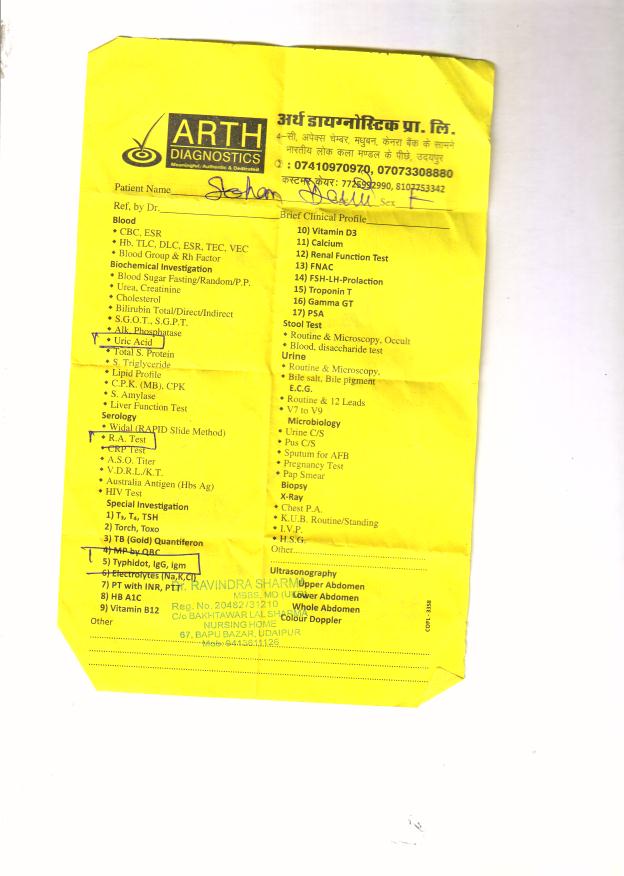 ARTH
DIAGNOSTICS
Meaningful, Authentic & Dedicated
अर्थ डायग्नोस्टिक प्रा. लि.
4-सी, अपेक्स चेम्बर, मधुबन, केनरा बैंक के सामने
भारतीय लोक कला मण्डल के पीछे, उदयपुर
: 07410970970, 07073308880
कस्टमर केयर: 7725992990, 8107753342
Patient Name Sohan Devi Sex F
Ref, by Dr.
Blood
• CBC, ESR
• Hb, TLC, DLC, ESR, TEC, VEC
• Blood Group & Rh Factor
Biochemical Investigation
• Blood Sugar Fasting/Random/P.P.
• Urea, Creatinine
• Cholesterol
• Bilirubin Total/Direct/Indirect
• S.G.O.T., S.G.P.T.
• Alk. Phosphatase
• Uric Acid
• Total S. Protein
• S. Triglyceride
• Lipid Profile
• C.P.K. (MB), CPK
• S. Amylase
• Liver Function Test
Serology
• Widal (RAPID Slide Method)
• R.A. Test
• CRP Test
• A.S.O. Titer
• V.D.R.L./K.T.
• Australia Antigen (Hbs Ag)
• HIV Test
Special Investigation
1) T₃, T₄, TSH
2) Torch, Toxo
3) TB (Gold) Quantiferon
4) MP by QBC
5) Typhidot, IgG, Igm
6) Electrolytes (Na,K,Cl)
7) PT with INR, PTT
8) HB A1C
9) Vitamin B12
Other
Brief Clinical Profile
10) Vitamin D3
11) Calcium
12) Renal Function Test
13) FNAC
14) FSH-LH-Prolaction
15) Troponin T
16) Gamma GT
17) PSA
Stool Test
• Routine & Microscopy, Occult
• Blood, disaccharide test
Urine
• Routine & Microscopy,
• Bile salt, Bile pigment
E.C.G.
• Routine & 12 Leads
• V7 to V9
Microbiology
• Urine C/S
• Pus C/S
• Sputum for AFB
• Pregnancy Test
• Pap Smear
Biopsy
X-Ray
• Chest P.A.
• K.U.B. Routine/Standing
• I.V.P.
• H.S.G.
Other
Ultrasonography
Upper Abdomen
Lower Abdomen
Whole Abdomen
Colour Doppler
Dr. RAVINDRA SHARMA
MBBS, MD
Reg. No. 20482/31210
C/o BAKHTAWAR LAL SHARMA
NURSING HOME
67, BAPU BAZAR, UDAIPUR
Mob: 9413611126
CDPL - 3358